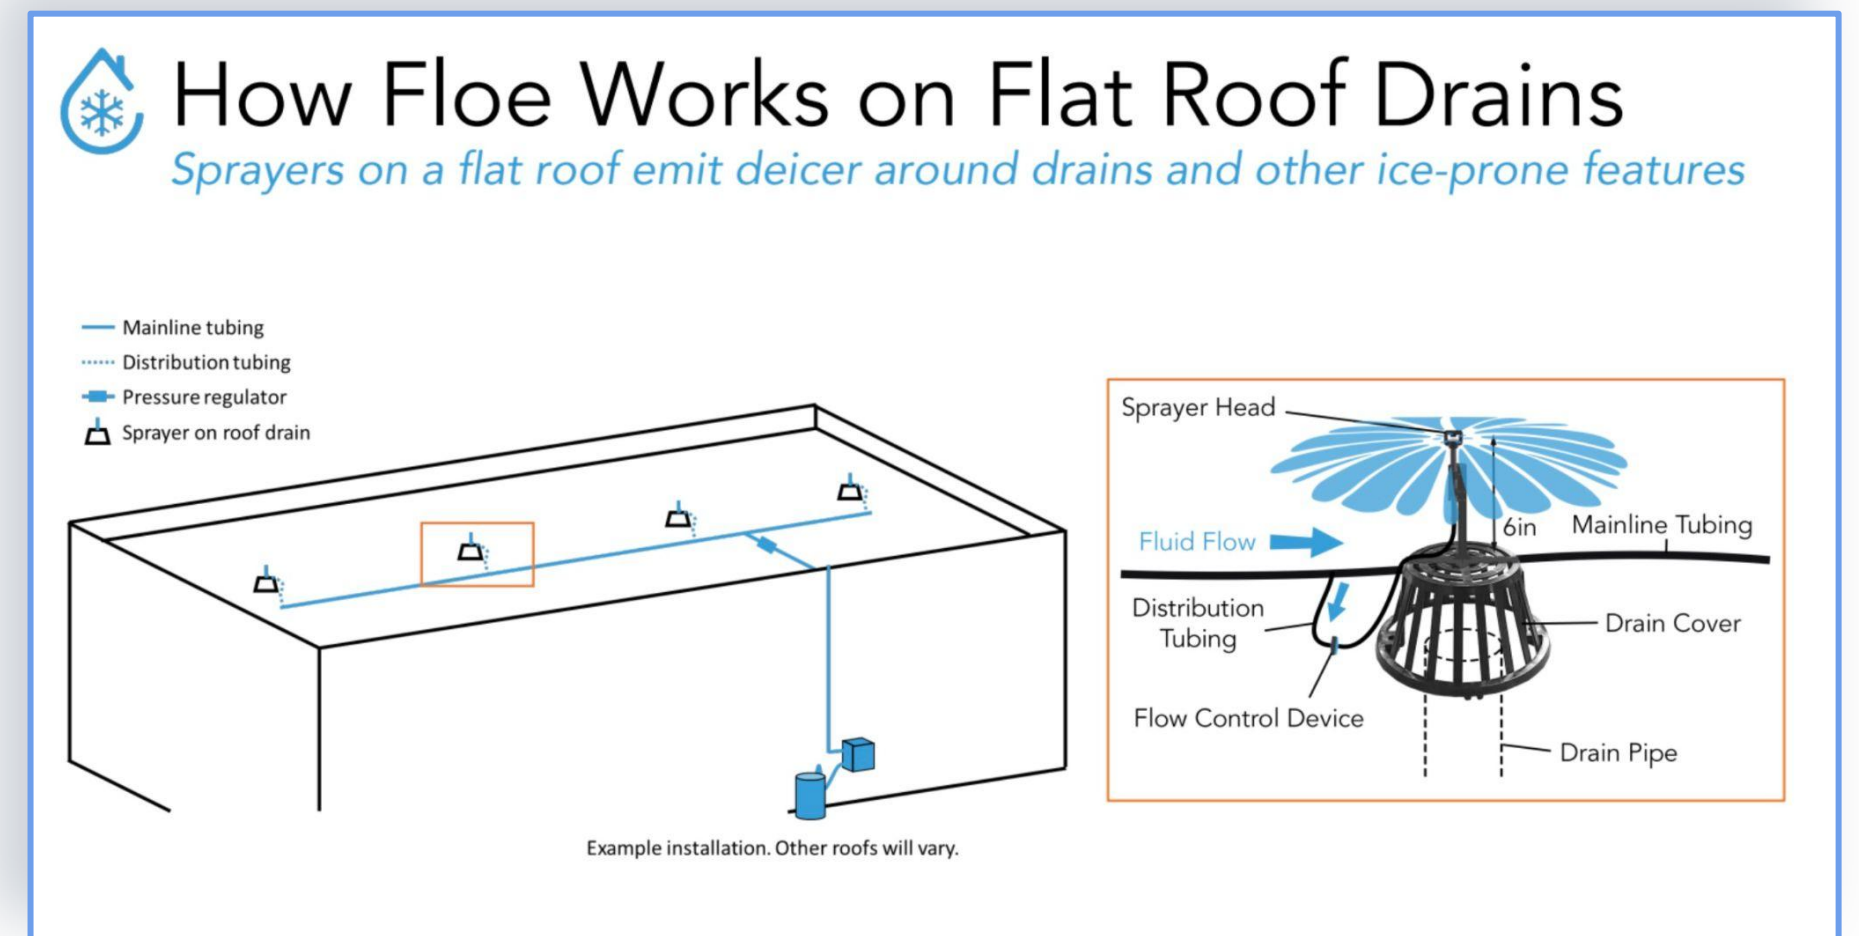 How Floe Works on Flat Roof Drains
Sprayers on a flat roof emit deicer around drains and other ice-prone features
Mainline tubing
Distribution tubing
Pressure regulator
Sprayer on roof drain
Example installation. Other roofs will vary.
Sprayer Head
6in
Mainline Tubing
Fluid Flow
Distribution
Tubing
Drain Cover
Flow Control Device
Drain Pipe